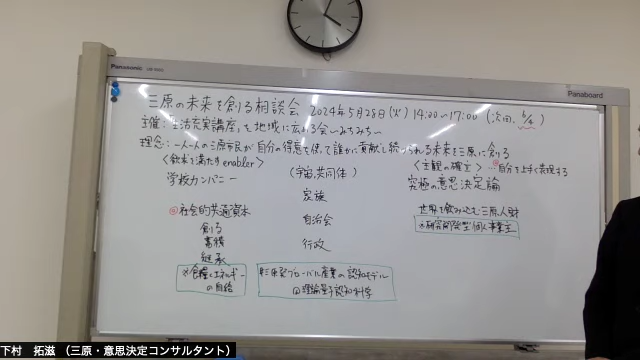 Panasonic
Panaboard
三原の未来を創る相談会 2024年5月28日(火) 14:00~17:00 (次回、6/4)
主催:"生活充実講座"を地域に広める会~みちみち~
理念:一人一人の三原市民が自分の得意を使って誰かに貢献し続けられる未来を三原に創る
<欲求を満たすenabler> (宇宙、共同体) <主観の確立>…自分を上手く表現する
学校カンパニー 家族 究極の意思決定論
社会的共通資本 自治会 世界を飲み込む三原人財
創る 行政 ※研究開発型個人事業主
蓄積
継承
※食糧とエネルギーの自給
三原発グローバル産業の認知モデル
理論量子認知科学
下村 拓滋 (三原・意思決定コンサルタント)